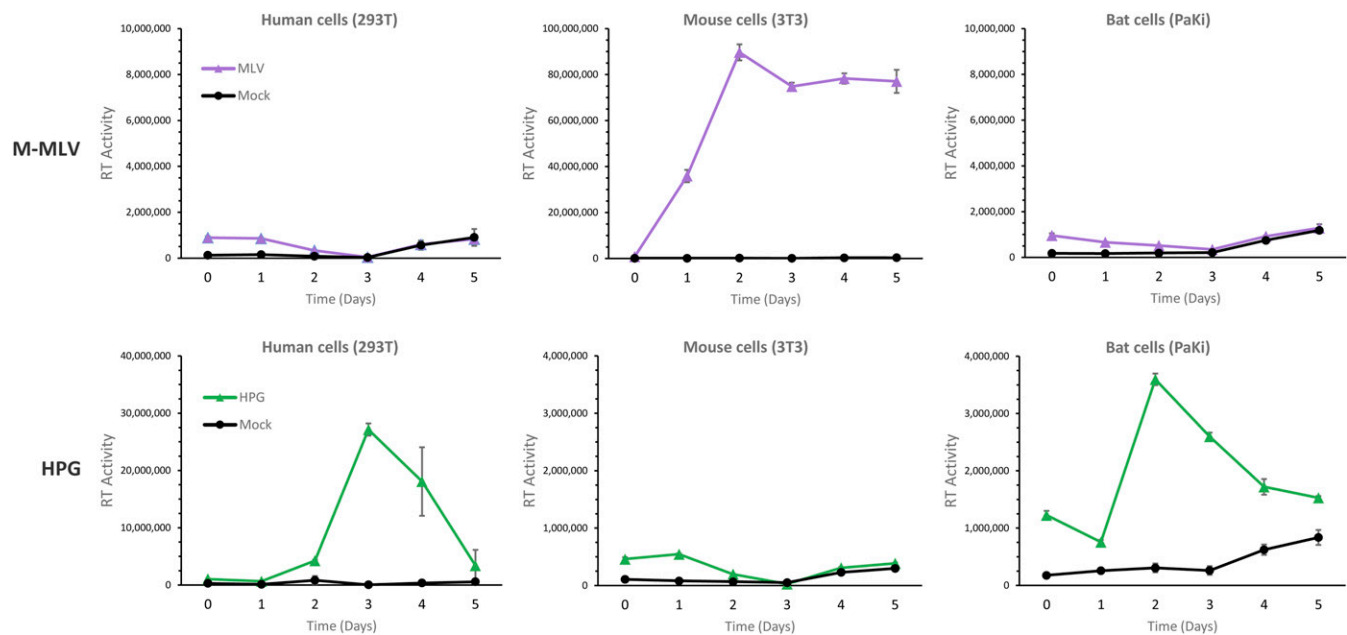 Human cells (293T)
10,000,000
8,000,000
6,000,000
4,000,000
2,000,000
0
RT Activity
MLV
Mock
0 1 2 3 4 5
Time (Days)
Mouse cells (3T3)
100,000,000
80,000,000
60,000,000
40,000,000
20,000,000
0
RT Activity
0 1 2 3 4 5
Time (Days)
Bat cells (PaKi)
10,000,000
8,000,000
6,000,000
4,000,000
2,000,000
0
RT Activity
0 1 2 3 4 5
Time (Days)
M-MLV
Human cells (293T)
40,000,000
30,000,000
20,000,000
10,000,000
0
RT Activity
HPG
Mock
0 1 2 3 4 5
Time (Days)
Mouse cells (3T3)
4,000,000
3,000,000
2,000,000
1,000,000
0
RT Activity
0 1 2 3 4 5
Time (Days)
Bat cells (PaKi)
4,000,000
3,000,000
2,000,000
1,000,000
0
RT Activity
0 1 2 3 4 5
Time (Days)
HPG